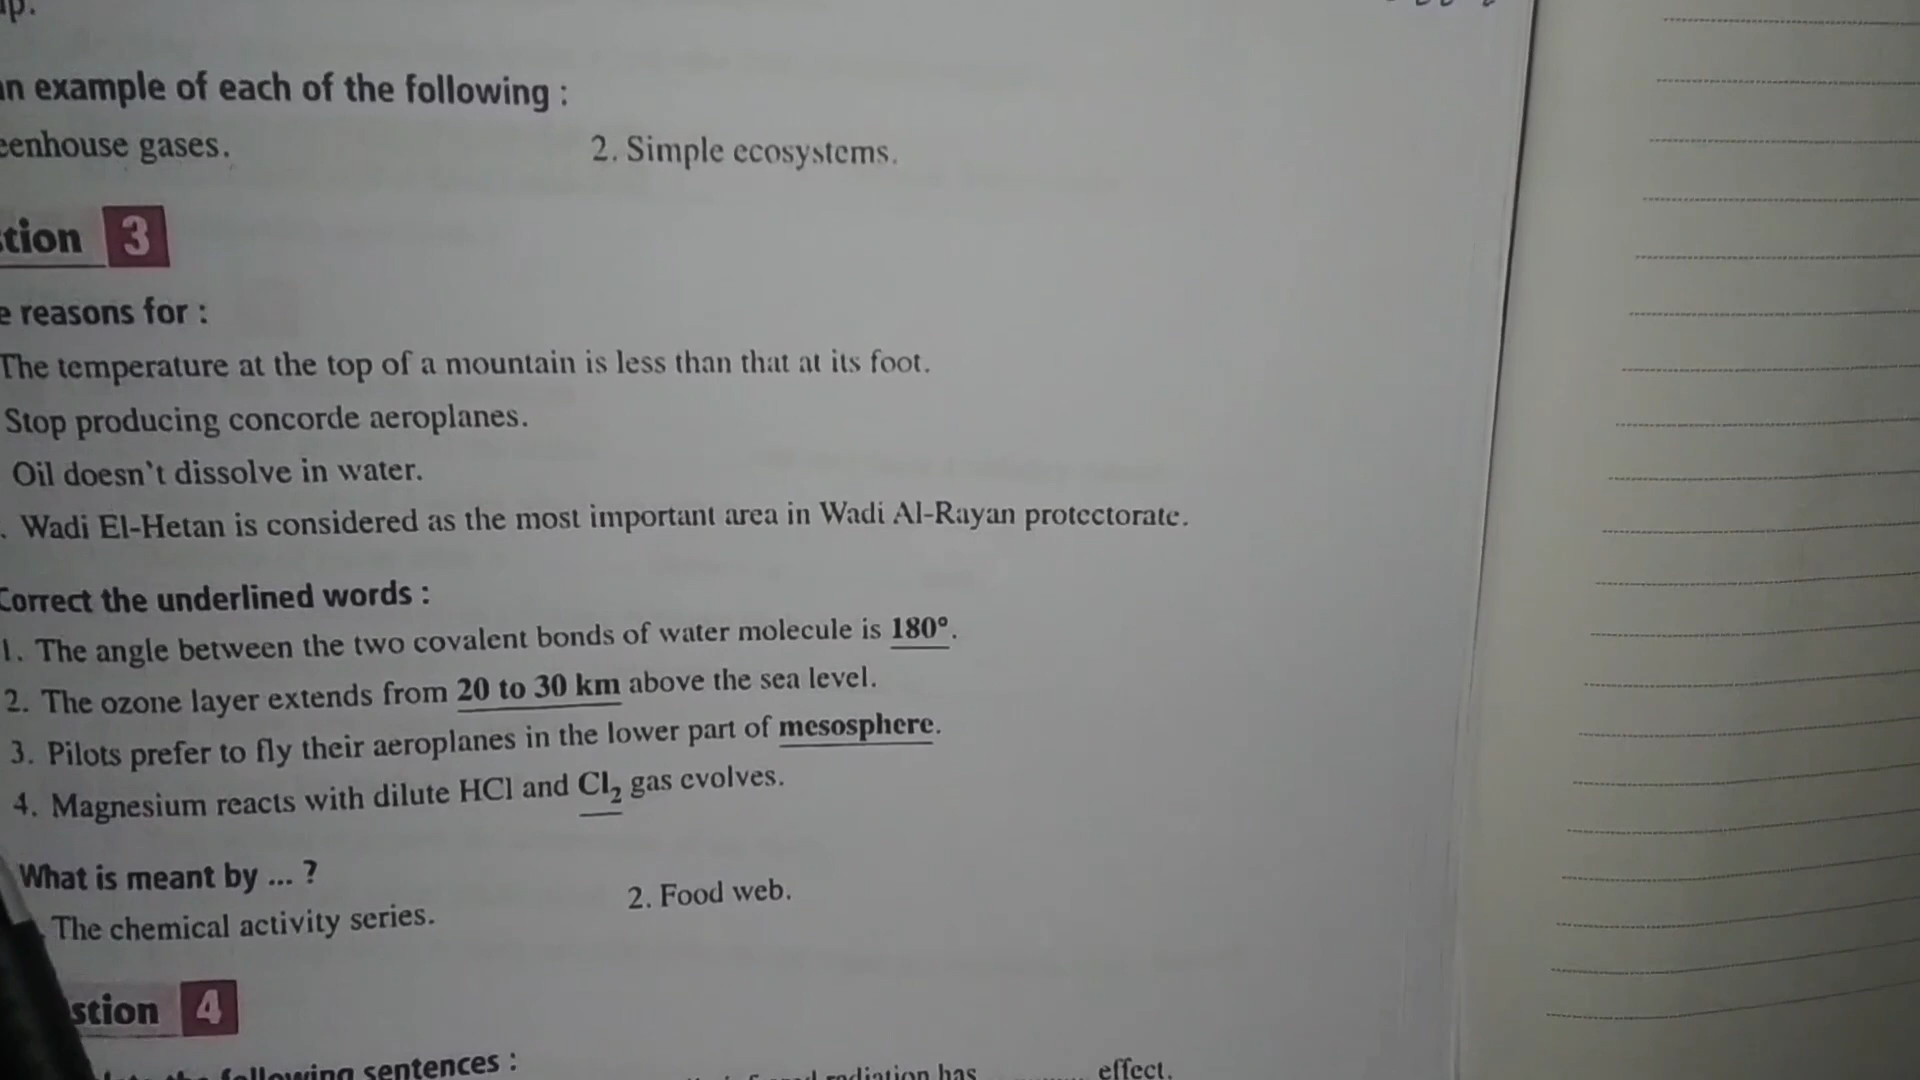 an example of each of the following :
eenhouse gases. 2. Simple ecosystems.
stion 3
e reasons for :
The temperature at the top of a mountain is less than that at its foot.
Stop producing concorde aeroplanes.
Oil doesn't dissolve in water.
. Wadi El-Hetan is considered as the most important area in Wadi Al-Rayan protectorate.
Correct the underlined words :
1. The angle between the two covalent bonds of water molecule is 180°.
2. The ozone layer extends from 20 to 30 km above the sea level.
3. Pilots prefer to fly their aeroplanes in the lower part of mesosphere.
4. Magnesium reacts with dilute HCl and Cl₂ gas evolves.
What is meant by ... ?
The chemical activity series. 2. Food web.
stion 4
following sentences :
radiation has effect.